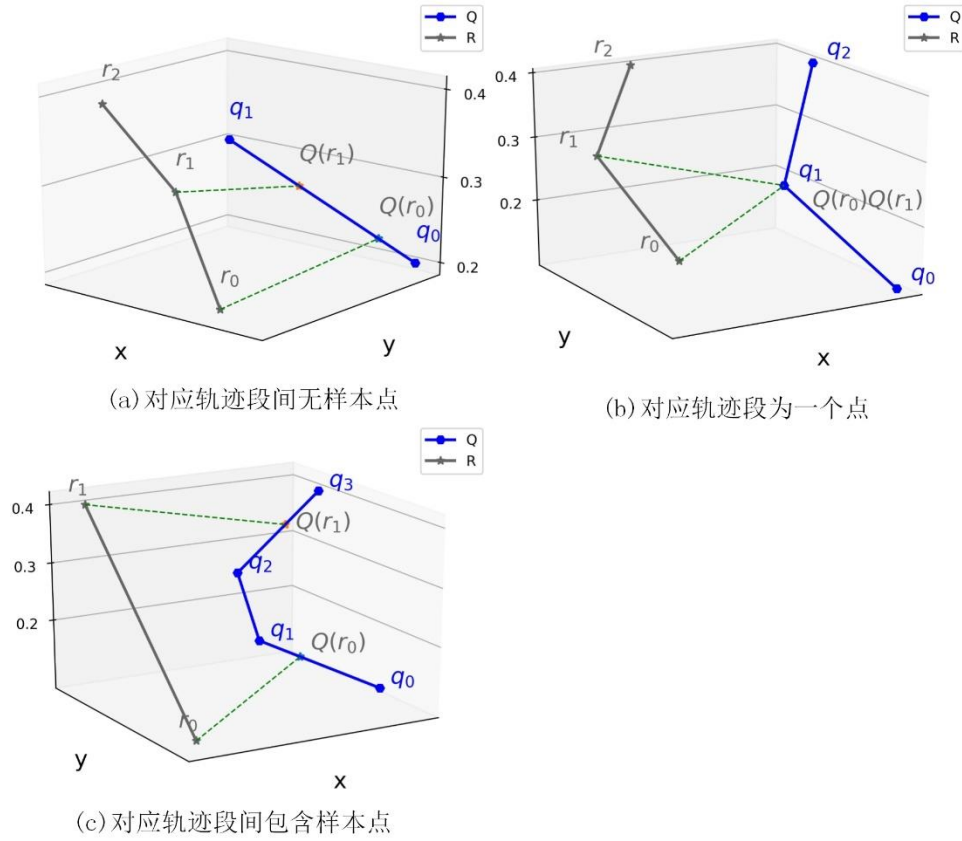 Q
R
r₂
q₁
r₁
Q(r₁)
Q(r₀)
q₀
r₀
0.4
0.3
0.2
x
y
(a)对应轨迹段间无样本点
Q
R
r₂
q₂
0.4
0.3
0.2
r₁
q₁
Q(r₀)Q(r₁)
r₀
q₀
y
x
(b)对应轨迹段为一个点
Q
R
r₁
q₃
0.4
0.3
0.2
Q(r₁)
q₂
q₁
Q(r₀)
q₀
r₀
y
x
(c)对应轨迹段间包含样本点